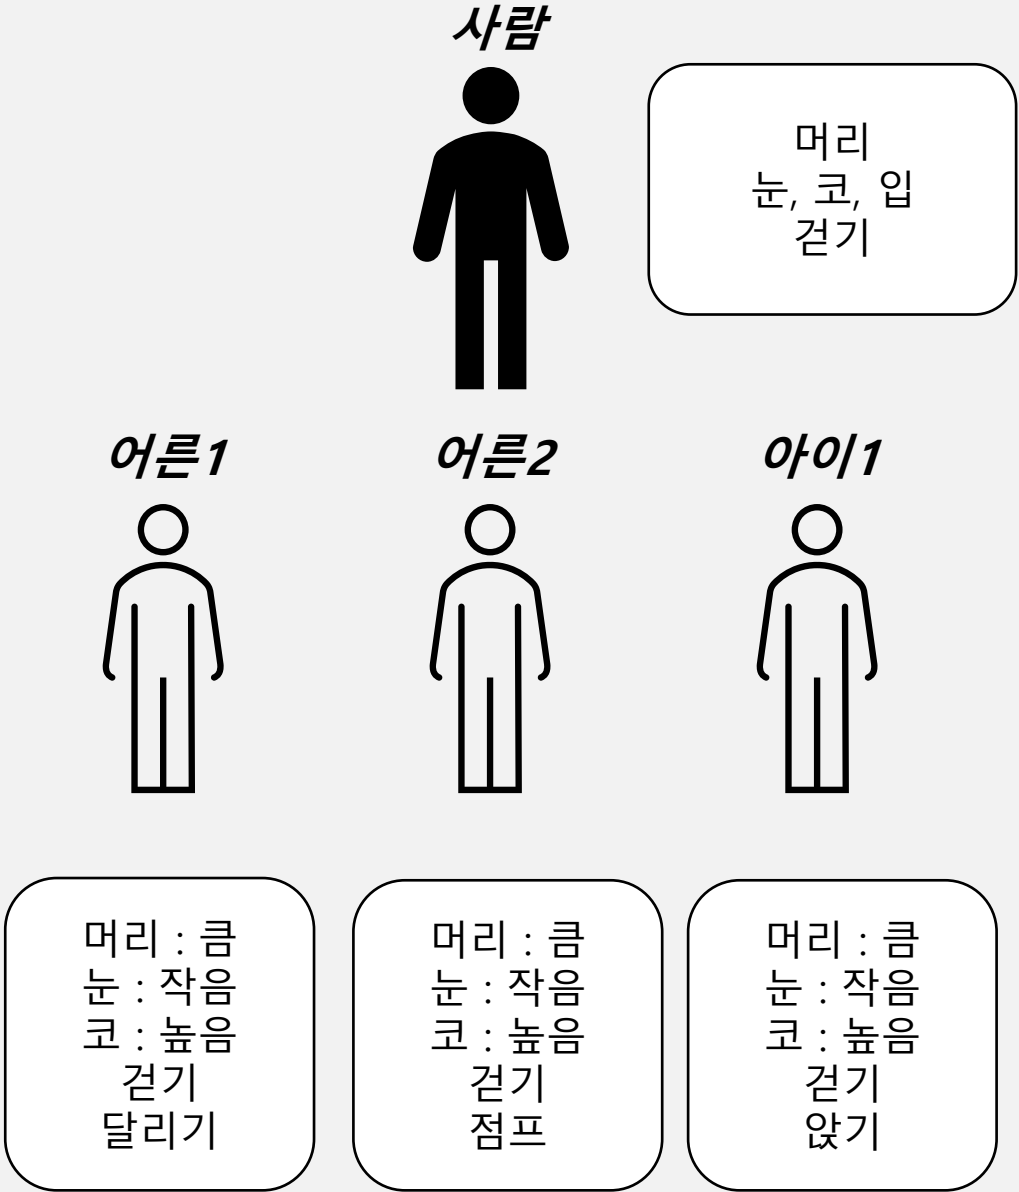 사람
머리
눈, 코, 입
걷기
어른1
어른2
아이1
머리 : 큼
눈 : 작음
코 : 높음
걷기
달리기
머리 : 큼
눈 : 작음
코 : 높음
걷기
점프
머리 : 큼
눈 : 작음
코 : 높음
걷기
앉기